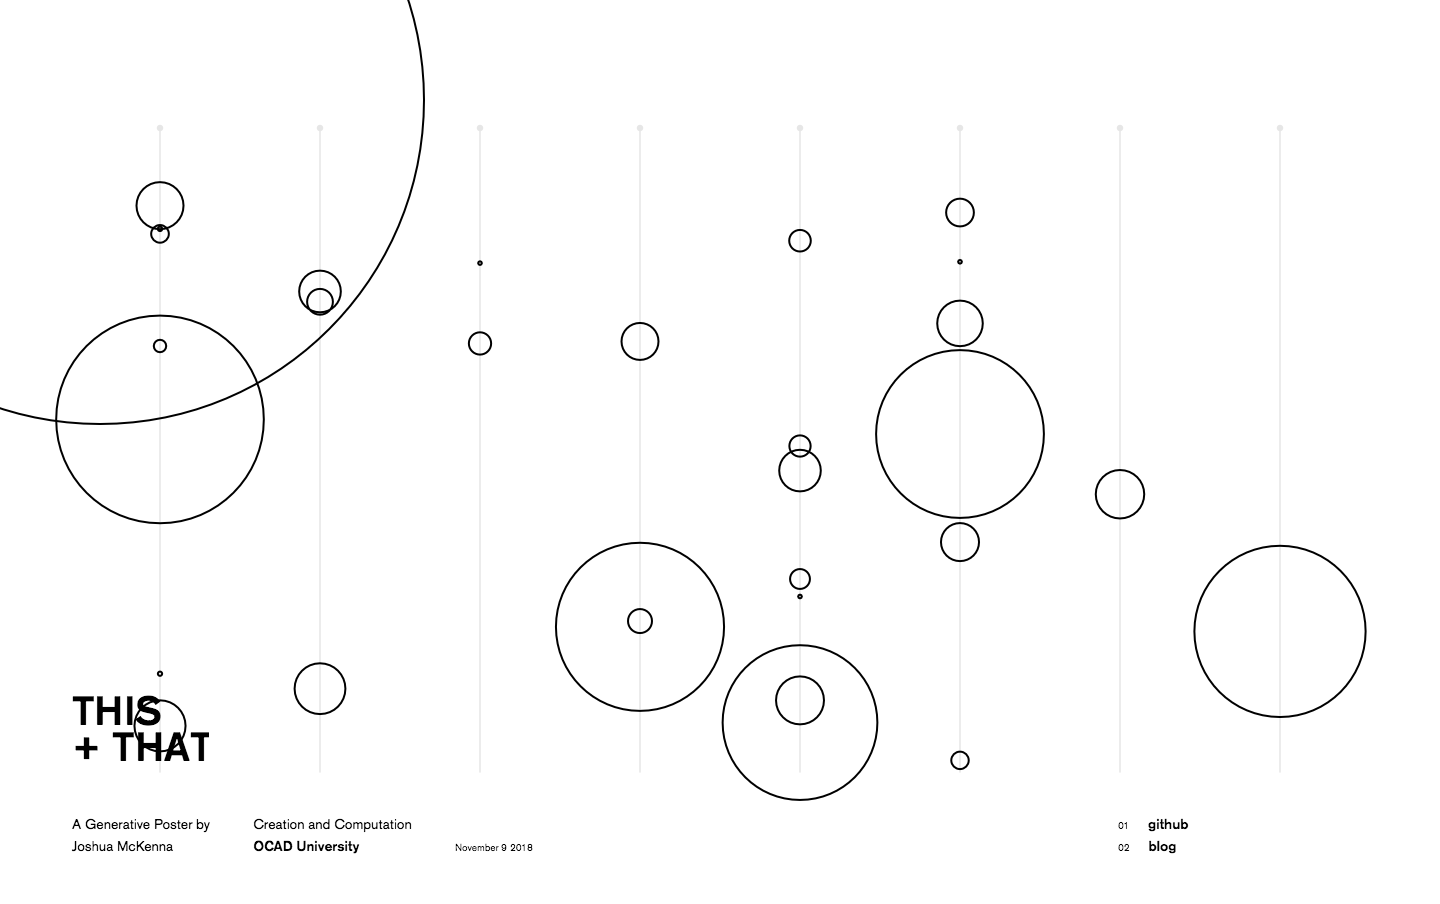 THIS
+ THAT
A Generative Poster by
Joshua McKenna
Creation and Computation
OCAD University
November 9 2018
01 github
02 blog